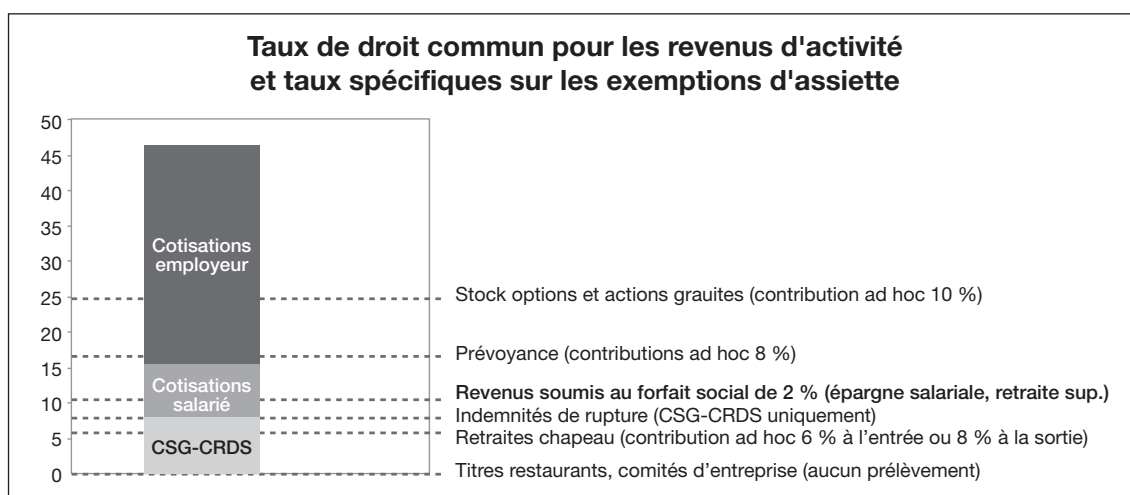 Taux de droit commun pour les revenus d'activité
et taux spécifiques sur les exemptions d'assiette
50
45
40
35
30
25
20
15
10
5
0
Cotisations
employeur
Cotisations
salarié
CSG-CRDS
Stock options et actions grauites (contribution ad hoc 10 %)
Prévoyance (contributions ad hoc 8 %)
Revenus soumis au forfait social de 2 % (épargne salariale, retraite sup.)
Indemnités de rupture (CSG-CRDS uniquement)
Retraites chapeau (contribution ad hoc 6 % à l’entrée ou 8 % à la sortie)
Titres restaurants, comités d’entreprise (aucun prélèvement)